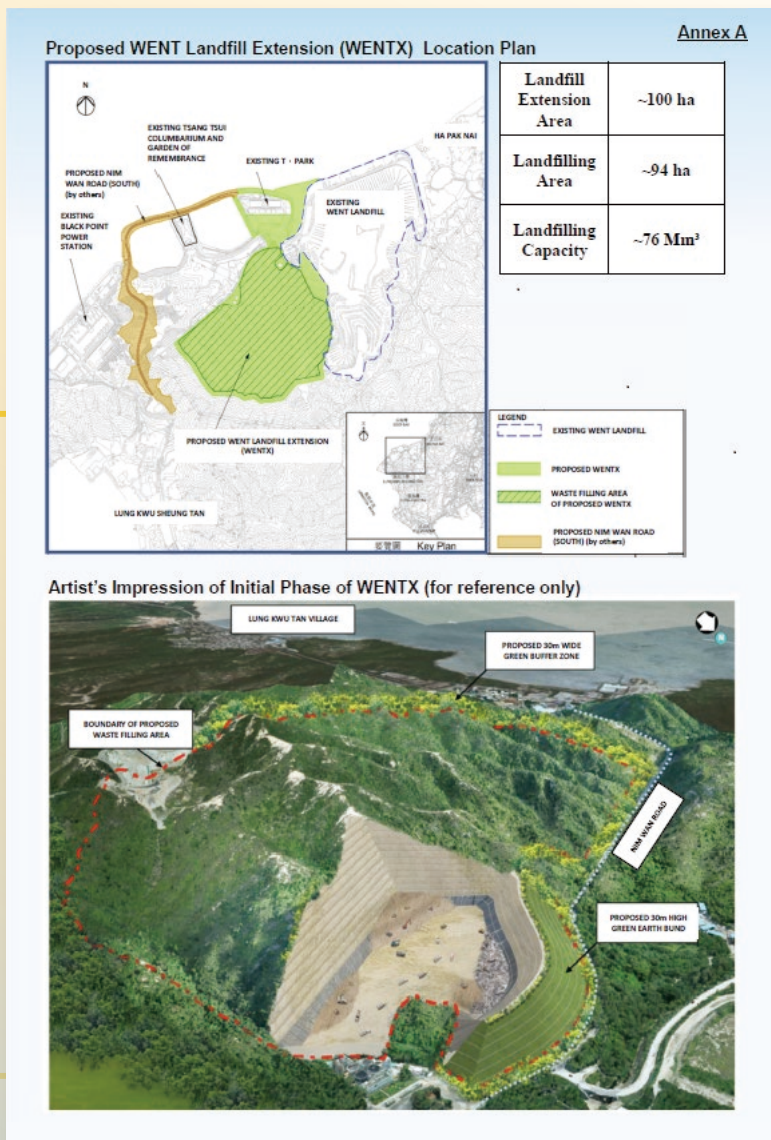 Annex A
Proposed WENT Landfill Extension (WENTX) Location Plan
N
EXISTING TSANG TSUI
COLUMBARIUM AND
GARDEN OF
REMEMBRANCE
HA PAK NAI
PROPOSED NIM
WAN ROAD (SOUTH)
(by others)
EXISTING T · PARK
EXISTING
BLACK POINT
POWER
STATION
EXISTING
WENT LANDFILL
PROPOSED WENT LANDFILL EXTENSION
(WENTX)
LUNG KWU SHEUNG TAN
Key Plan
Landfill
Extension
Area
~100 ha
Landfilling
Area
~94 ha
Landfilling
Capacity
~76 Mm³
LEGEND
EXISTING WENT LANDFILL
PROPOSED WENTX
WASTE FILLING AREA
OF PROPOSED WENTX
PROPOSED NIM WAN ROAD
(SOUTH) (by others)
Artist's Impression of Initial Phase of WENTX (for reference only)
LUNG KWU TAN VILLAGE
N
PROPOSED 30m WIDE
GREEN BUFFER ZONE
BOUNDARY OF PROPOSED
WASTE FILLING AREA
NIM WAN ROAD
PROPOSED 30m HIGH
GREEN EARTH BUND